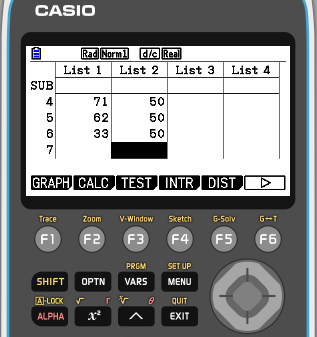 CASIO
Rad Norm1 d/c Real
List 1 List 2 List 3 List 4
SUB
4 71 50
5 62 50
6 33 50
7
GRAPH CALC TEST INTR DIST
Trace Zoom V-Window Sketch G-Solv G↔T
F1 F2 F3 F4 F5 F6
PRGM SET UP
SHIFT OPTN VARS MENU
A-LOCK √ r ∛ θ QUIT
ALPHA x² ^ EXIT